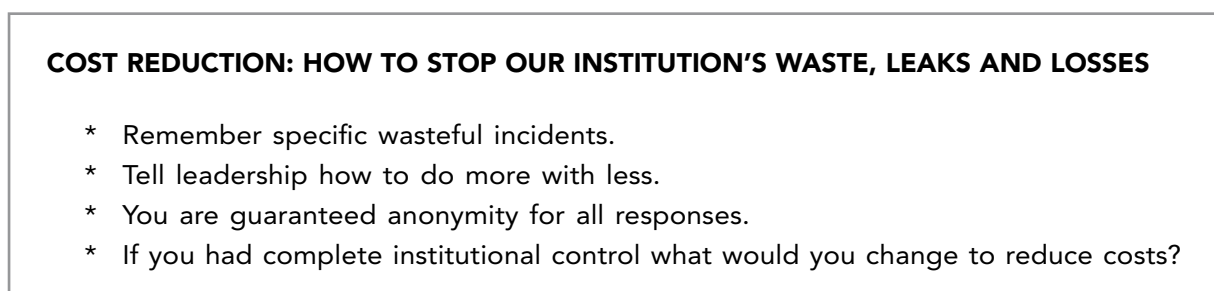 COST REDUCTION: HOW TO STOP OUR INSTITUTION’S WASTE, LEAKS AND LOSSES
* Remember specific wasteful incidents.
* Tell leadership how to do more with less.
* You are guaranteed anonymity for all responses.
* If you had complete institutional control what would you change to reduce costs?